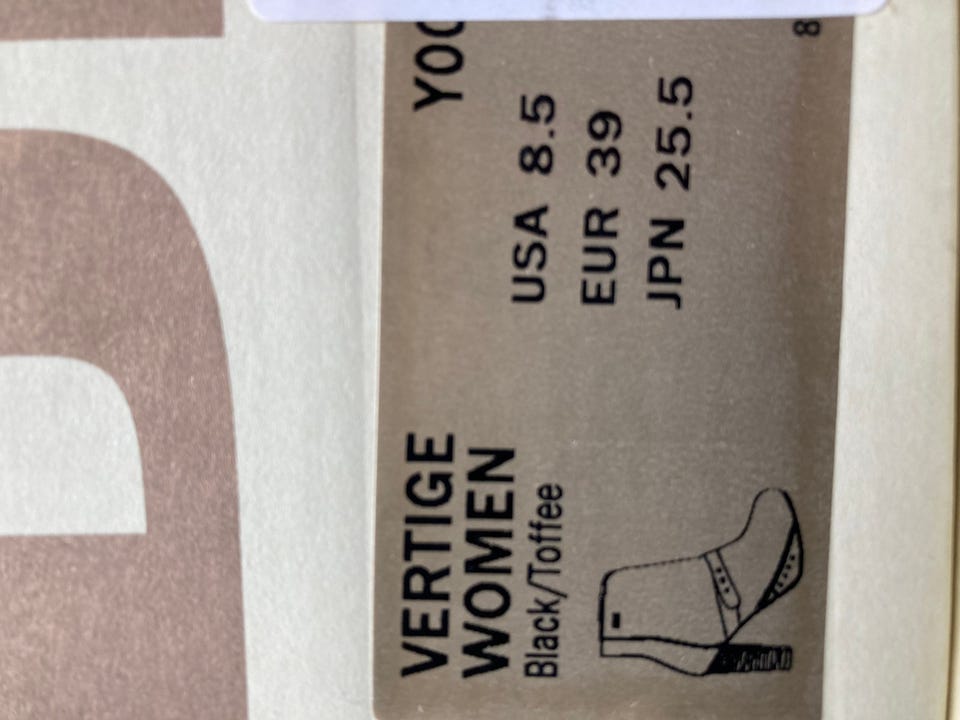 VERTIGE
WOMEN
Black/Toffee
USA 8.5
EUR 39
JPN 25.5